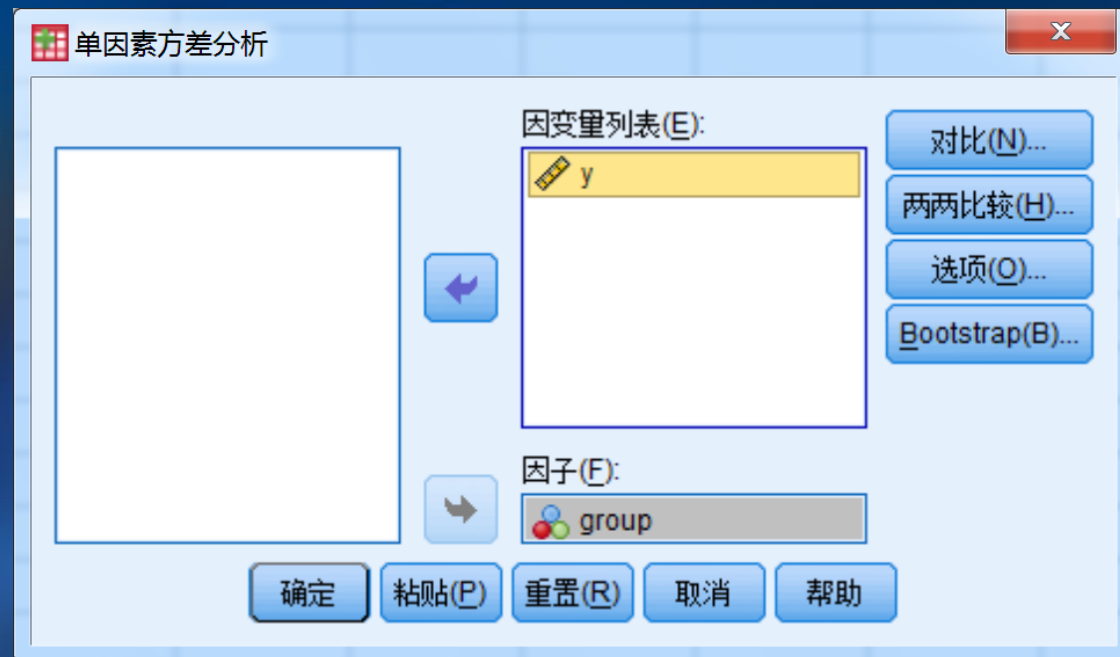 单因素方差分析
因变量列表(E):
y
对比(N)...
两两比较(H)...
选项(O)...
Bootstrap(B)...
因子(F):
group
确定
粘贴(P)
重置(R)
取消
帮助